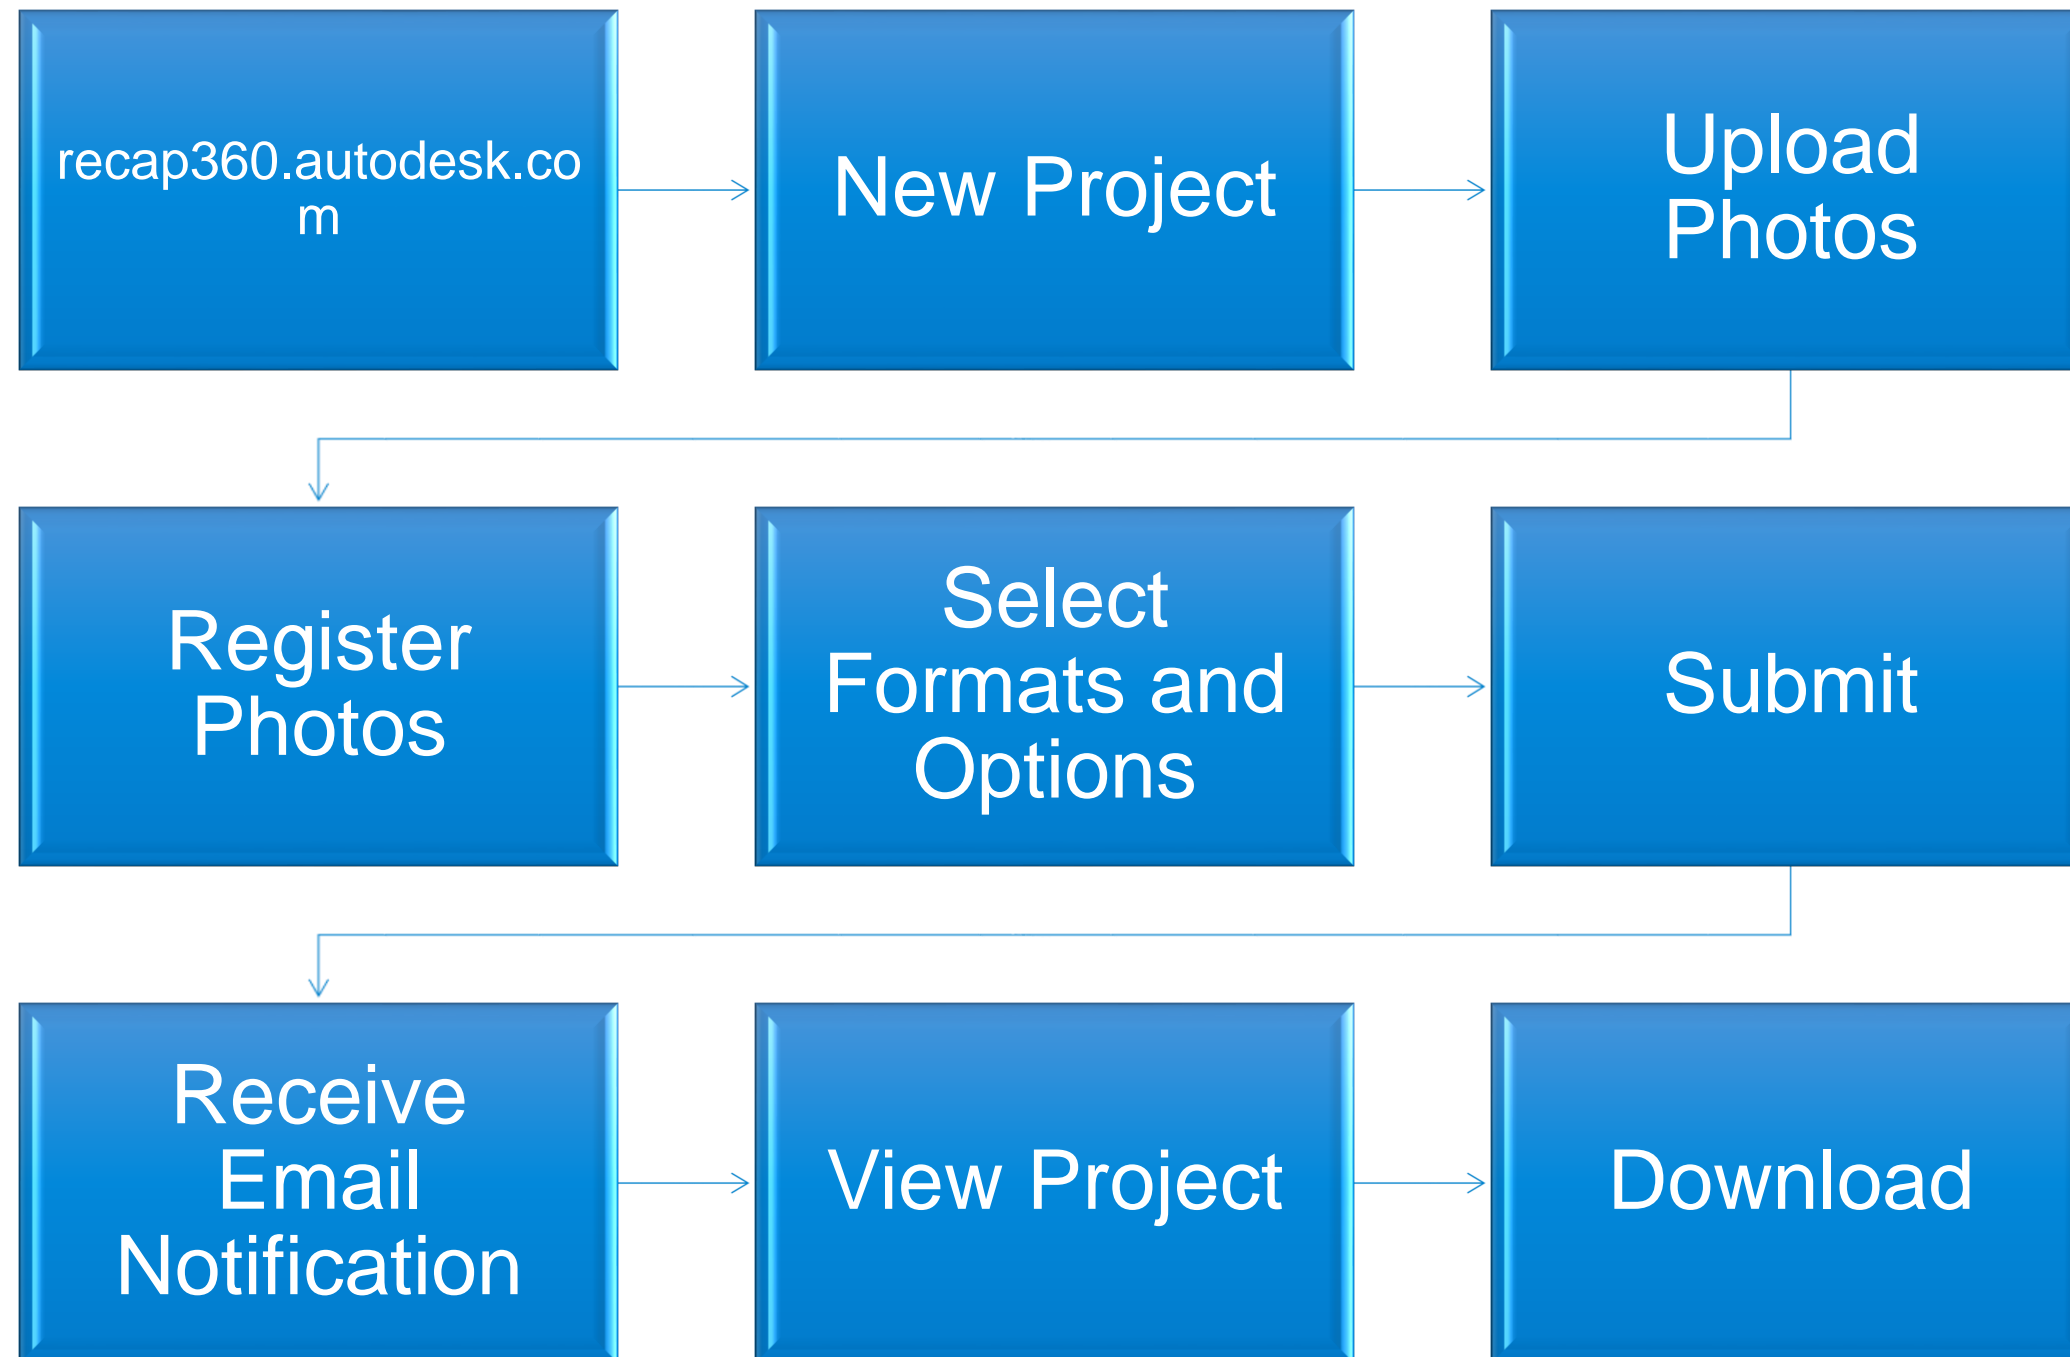 recap360.autodesk.co
m
New Project
Upload
Photos
Register
Photos
Select
Formats and
Options
Submit
Receive
Email
Notification
View Project
Download